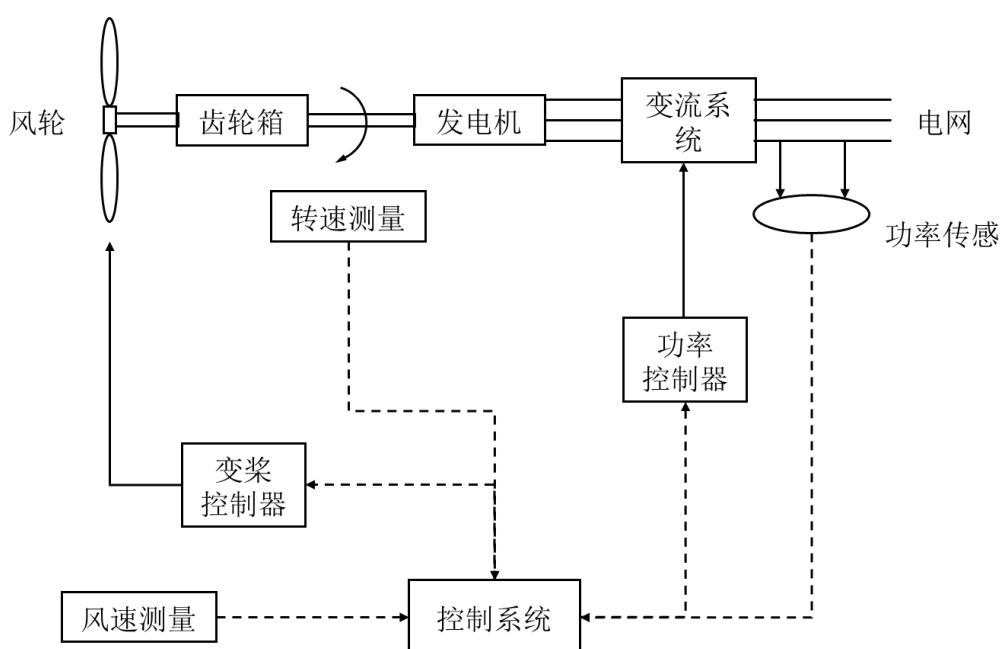 风轮
齿轮箱
发电机
变流系
统
电网
转速测量
功率传感
功率
控制器
变桨
控制器
风速测量
控制系统